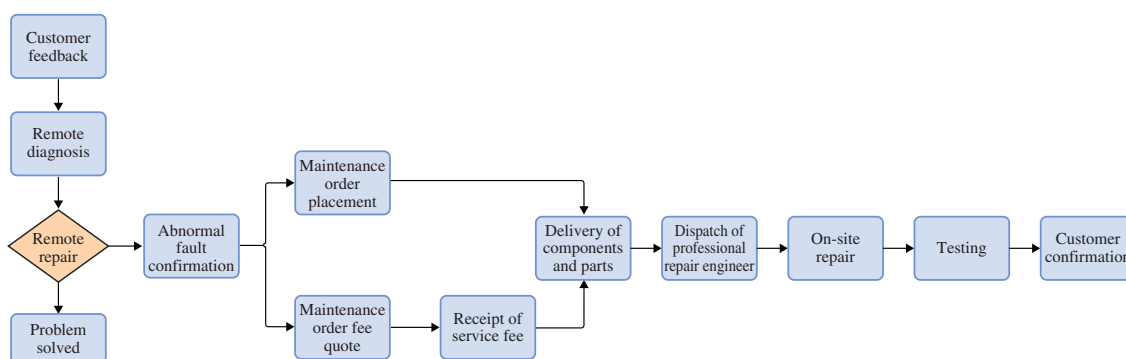 Customer
feedback
Remote
diagnosis
Remote
repair
Problem
solved
Abnormal
fault
confirmation
Maintenance
order
placement
Maintenance
order fee
quote
Receipt of
service fee
Delivery of
components
and parts
Dispatch of
professional
repair engineer
On-site
repair
Testing
Customer
confirmation